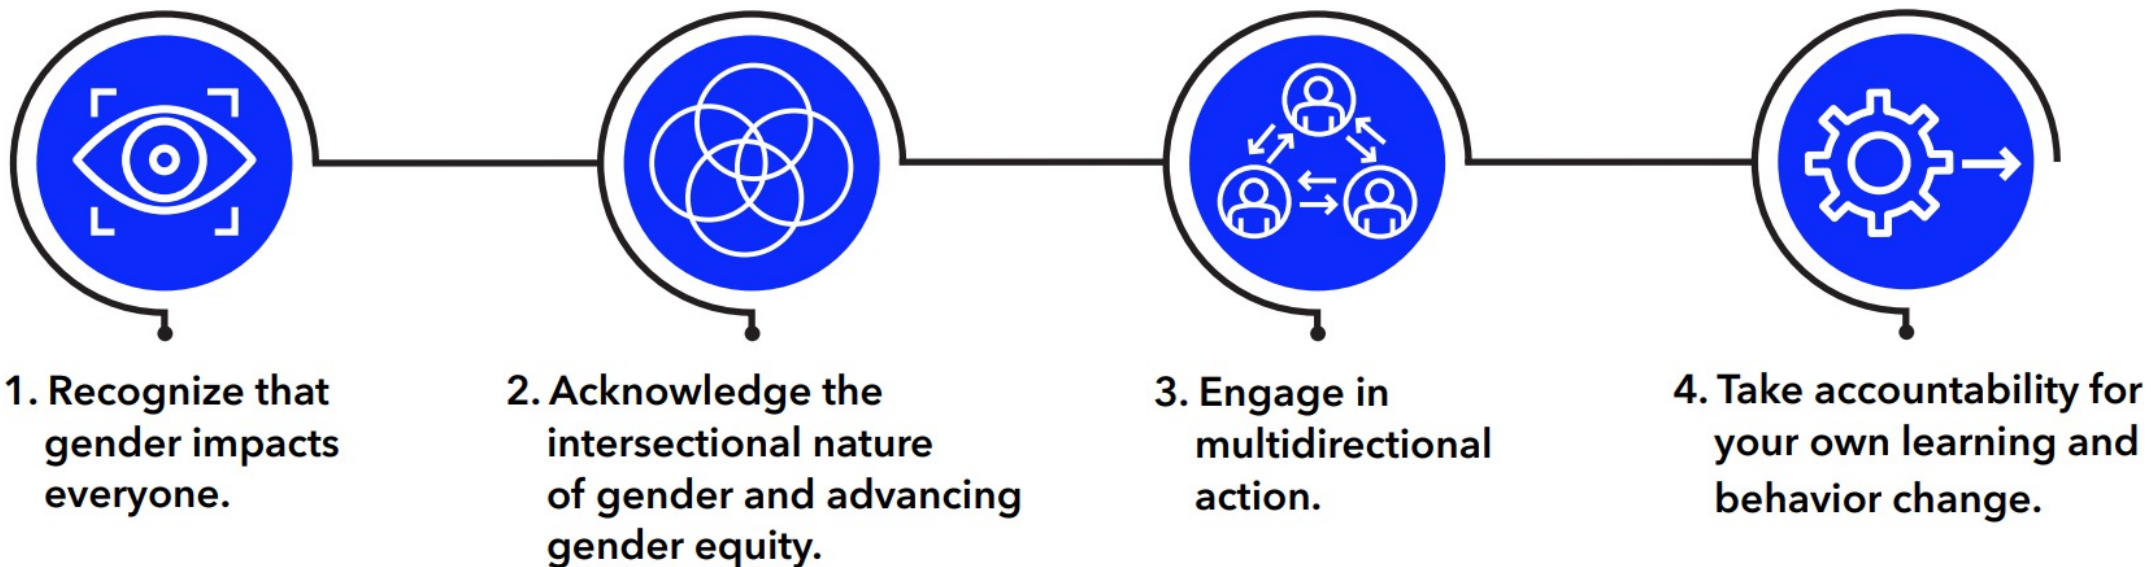 1. Recognize that
gender impacts
everyone.
2. Acknowledge the
intersectional nature
of gender and advancing
gender equity.
3. Engage in
multidirectional
action.
4. Take accountability for
your own learning and
behavior change.